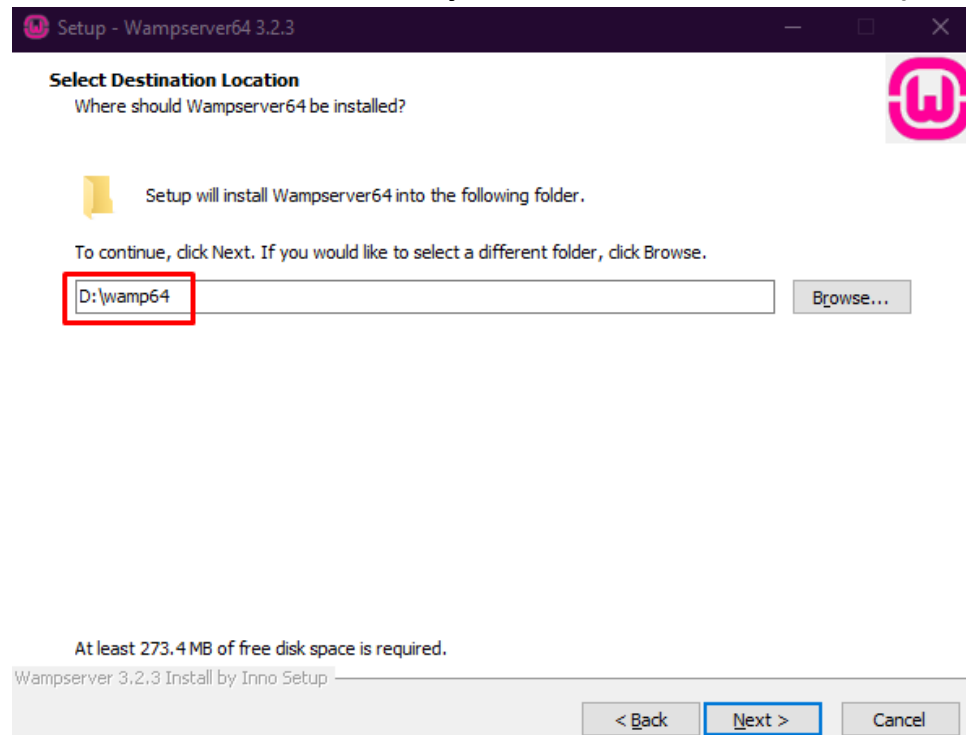 Setup - Wampserver64 3.2.3
Select Destination Location
Where should Wampserver64 be installed?
Setup will install Wampserver64 into the following folder.
To continue, click Next. If you would like to select a different folder, click Browse.
D:\wamp64
Browse...
At least 273.4 MB of free disk space is required.
Wampserver 3.2.3 Install by Inno Setup
< Back
Next >
Cancel